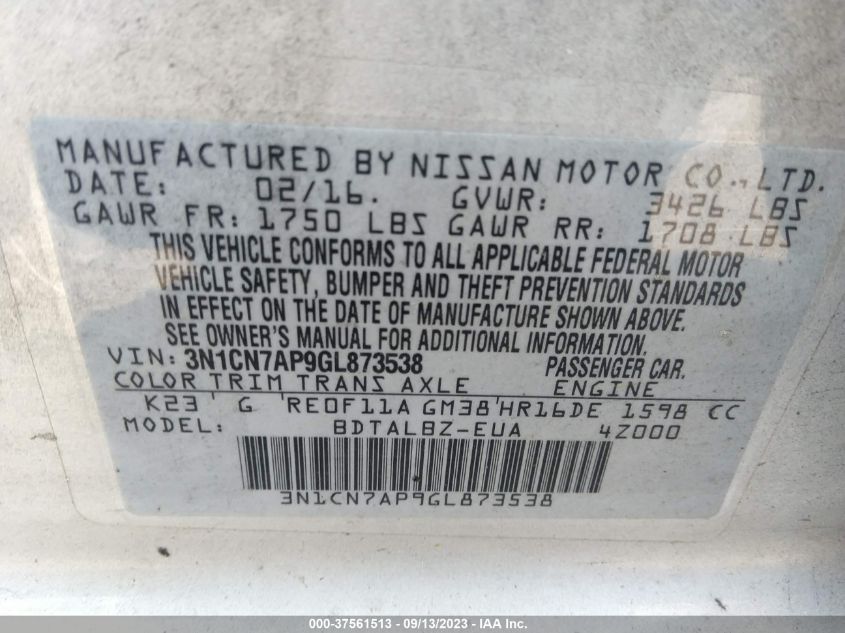 MANUFACTURED BY NISSAN MOTOR CO., LTD.
DATE: 02/16. GVWR: 3426 LBS
GAWR FR: 1750 LBS GAWR RR: 1708 LBS
THIS VEHICLE CONFORMS TO ALL APPLICABLE FEDERAL MOTOR
VEHICLE SAFETY, BUMPER AND THEFT PREVENTION STANDARDS
IN EFFECT ON THE DATE OF MANUFACTURE SHOWN ABOVE.
SEE OWNER'S MANUAL FOR ADDITIONAL INFORMATION.
VIN: 3N1CN7AP9GL873538 PASSENGER CAR.
COLOR TRIM TRANS AXLE ENGINE
K23 G RE0F11A GM38 HR16DE 1598 CC
MODEL: BDTALBZ-EUA 4Z000
3N1CN7AP9GL873538
000-37561513 - 09/13/2023 - IAA Inc.